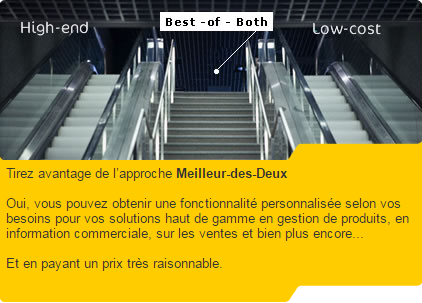 Best -of - Both
High-end
Low-cost
Tirez avantage de l'approche Meilleur-des-Deux
Oui, vous pouvez obtenir une fonctionnalité personnalisée selon vos
besoins pour vos solutions haut de gamme en gestion de produits, en
information commerciale, sur les ventes et bien plus encore...
Et en payant un prix très raisonnable.